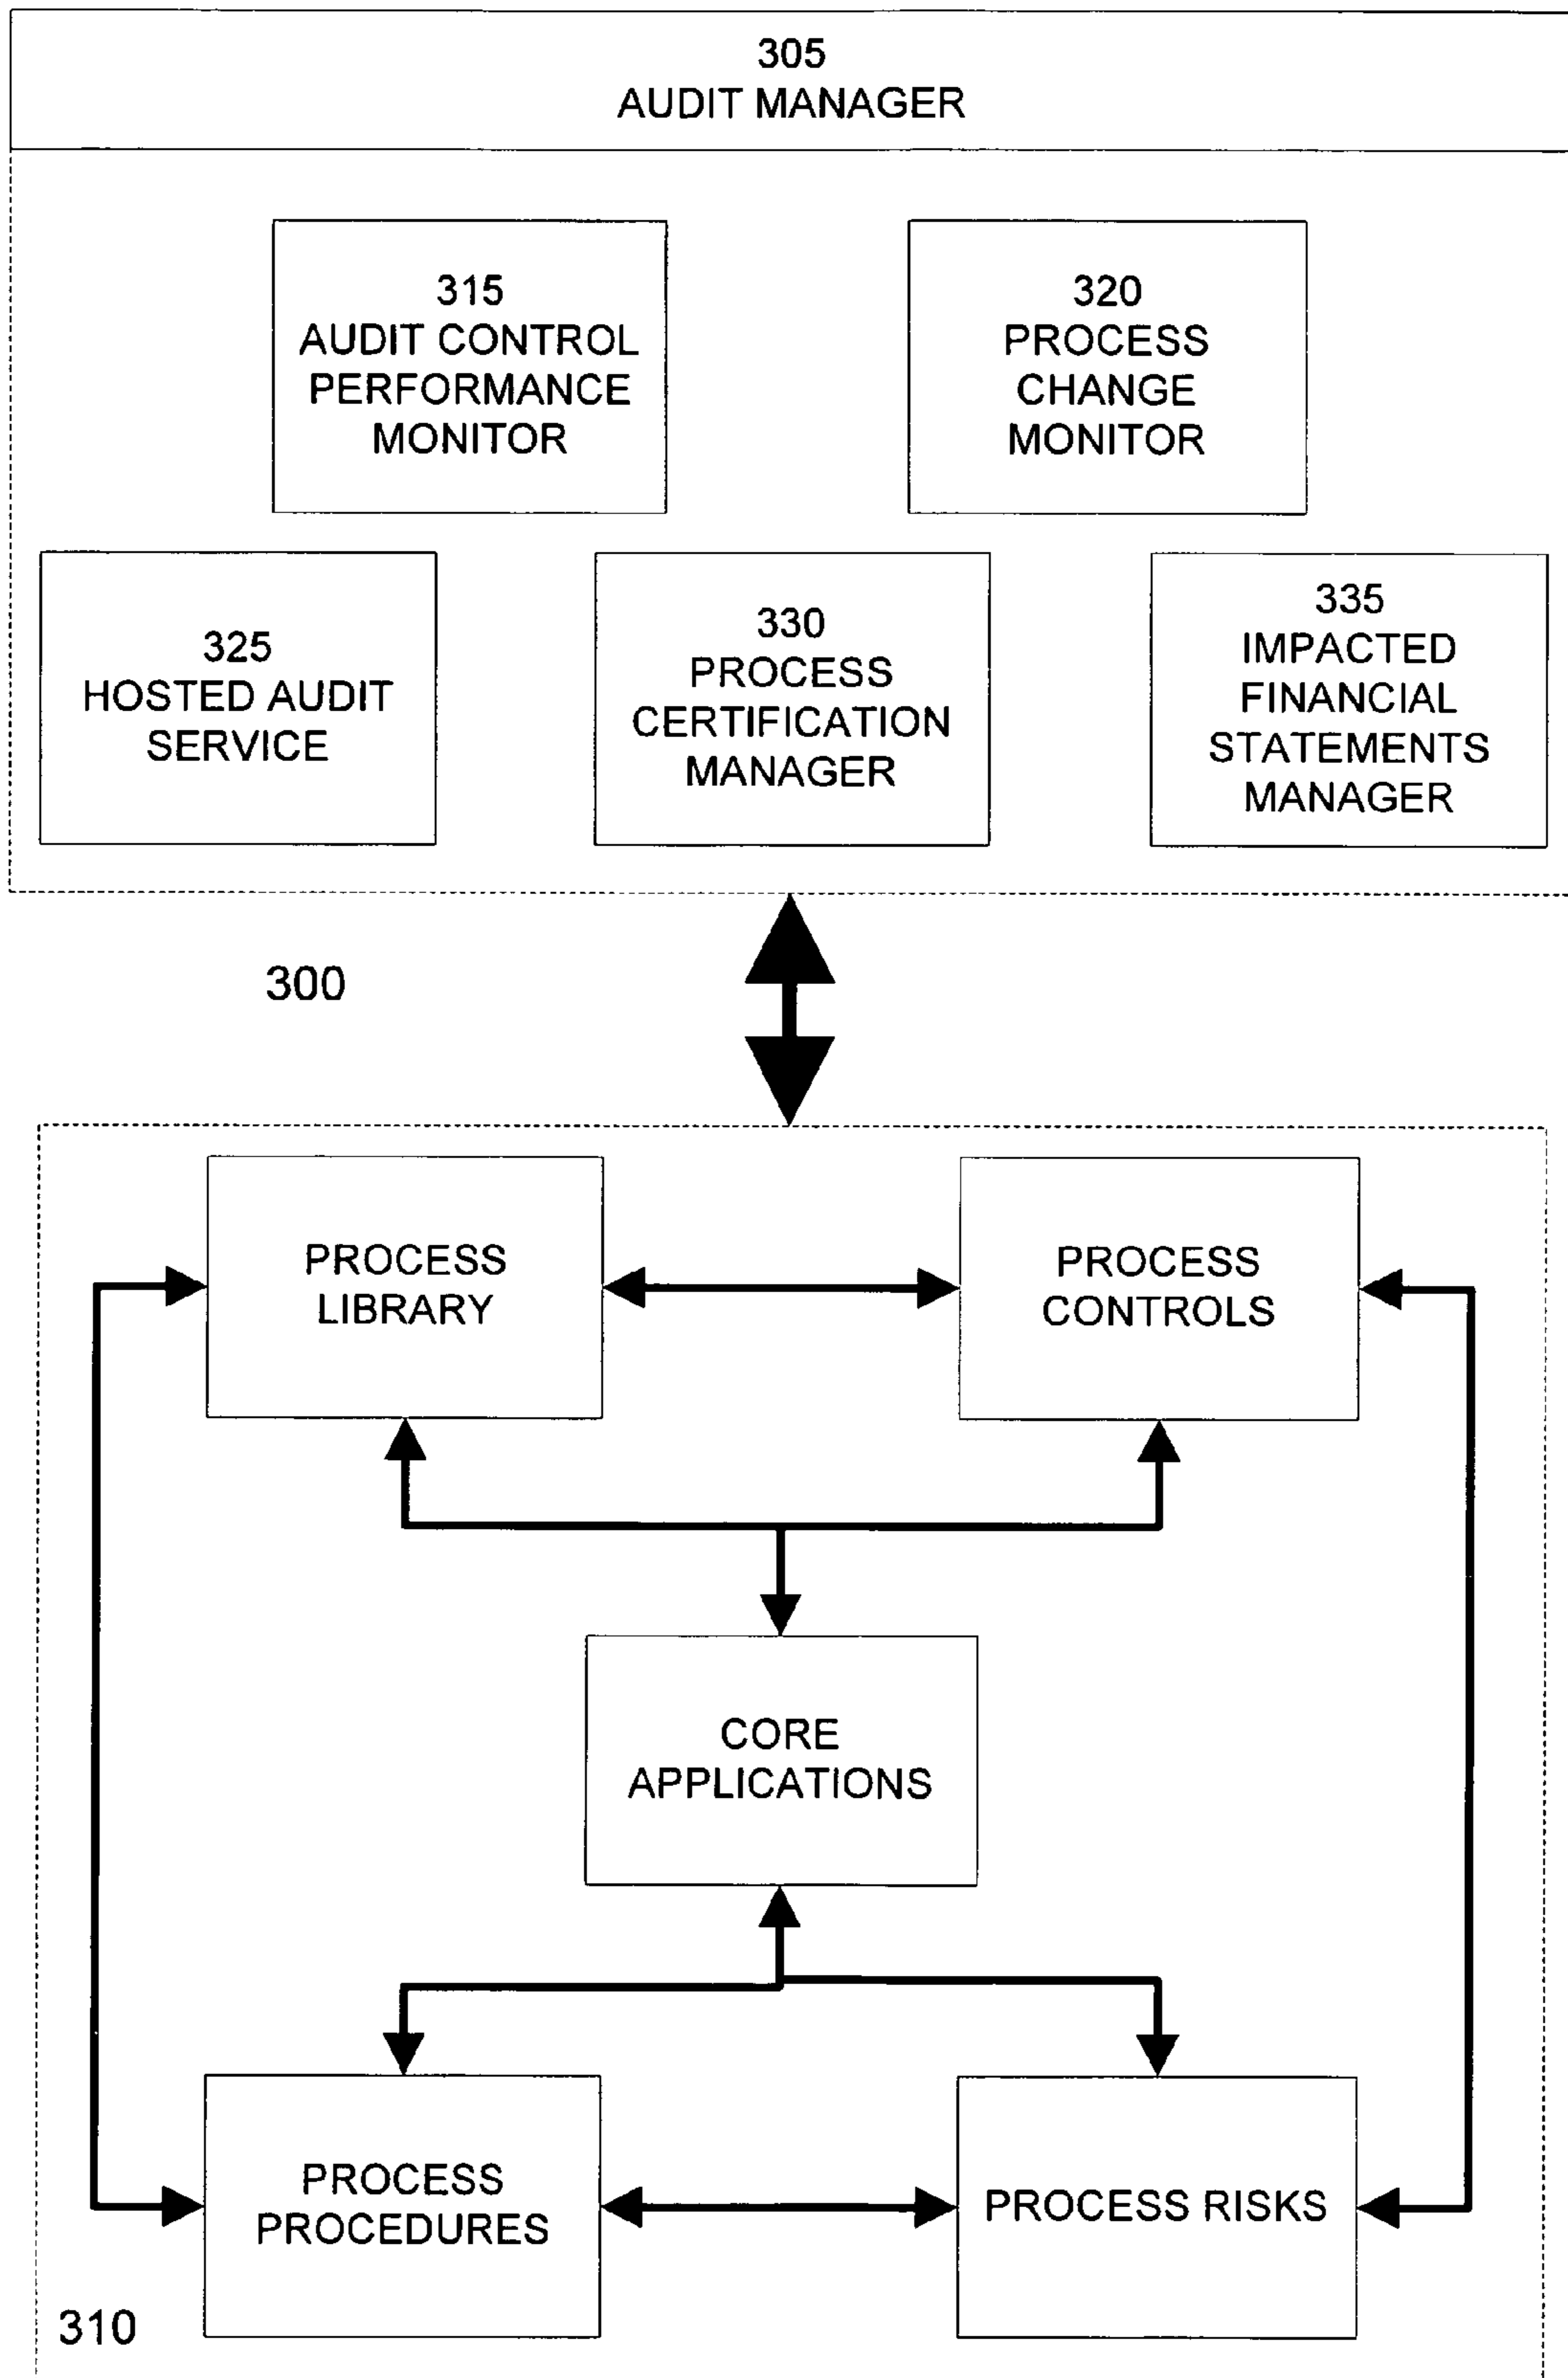 305
AUDIT MANAGER
315
AUDIT CONTROL
PERFORMANCE
MONITOR
320
PROCESS
CHANGE
MONITOR
325
HOSTED AUDIT
SERVICE
330
PROCESS
CERTIFICATION
MANAGER
335
IMPACTED
FINANCIAL
STATEMENTS
MANAGER
300
PROCESS
LIBRARY
PROCESS
CONTROLS
CORE
APPLICATIONS
PROCESS
PROCEDURES
PROCESS RISKS
310